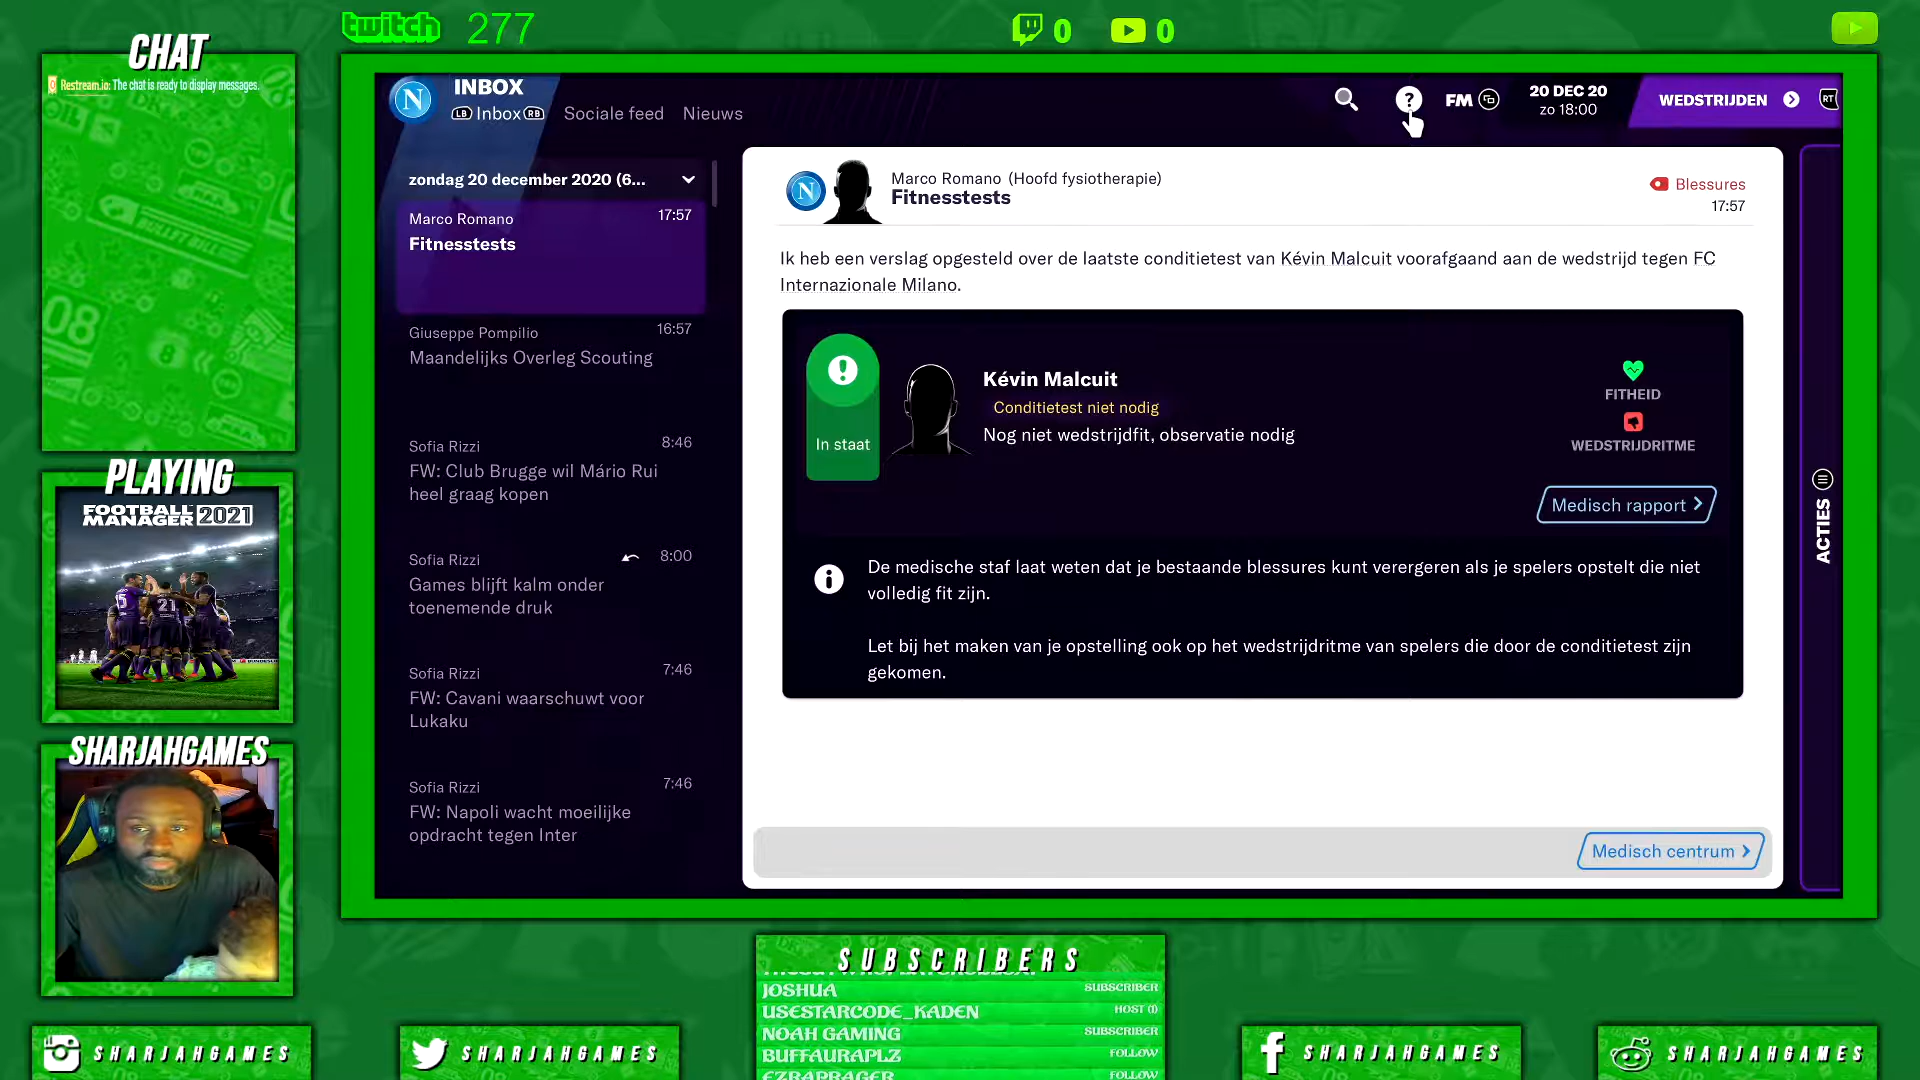 twitch 277
0 0
CHAT
Restream.io: The chat is ready to display messages.
INBOX
LB Inbox RB Sociale feed Nieuws
FM
20 DEC 20
zo 18:00
WEDSTRIJDEN
RT
zondag 20 december 2020 (6...
Marco Romano 17:57
Fitnesstests
Giuseppe Pompilio 16:57
Maandelijks Overleg Scouting
Sofia Rizzi 8:46
FW: Club Brugge wil Mário Rui
heel graag kopen
Sofia Rizzi 8:00
Games blijft kalm onder
toenemende druk
Sofia Rizzi 7:46
FW: Cavani waarschuwt voor
Lukaku
Sofia Rizzi 7:46
FW: Napoli wacht moeilijke
opdracht tegen Inter
Marco Romano (Hoofd fysiotherapie)
Fitnesstests
Blessures
17:57
Ik heb een verslag opgesteld over de laatste conditietest van Kévin Malcuit voorafgaand aan de wedstrijd tegen FC
Internazionale Milano.
In staat
Kévin Malcuit
Conditietest niet nodig
Nog niet wedstrijdfit, observatie nodig
FITHEID
WEDSTRIJDRITME
Medisch rapport
De medische staf laat weten dat je bestaande blessures kunt verergeren als je spelers opstelt die niet
volledig fit zijn.
Let bij het maken van je opstelling ook op het wedstrijdritme van spelers die door de conditietest zijn
gekomen.
Medisch centrum
ACTIES
PLAYING
FOOTBALL
MANAGER 2021
SHARJAHGAMES
SUBSCRIBERS
JOSHUA SUBSCRIBER
USESTARCODE_KADEN HOST (1)
NOAH GAMING SUBSCRIBER
BUFFAURAPLZ FOLLOW
EZRAPRAGER FOLLOW
SHARJAHGAMES
SHARJAHGAMES
SHARJAHGAMES
SHARJAHGAMES